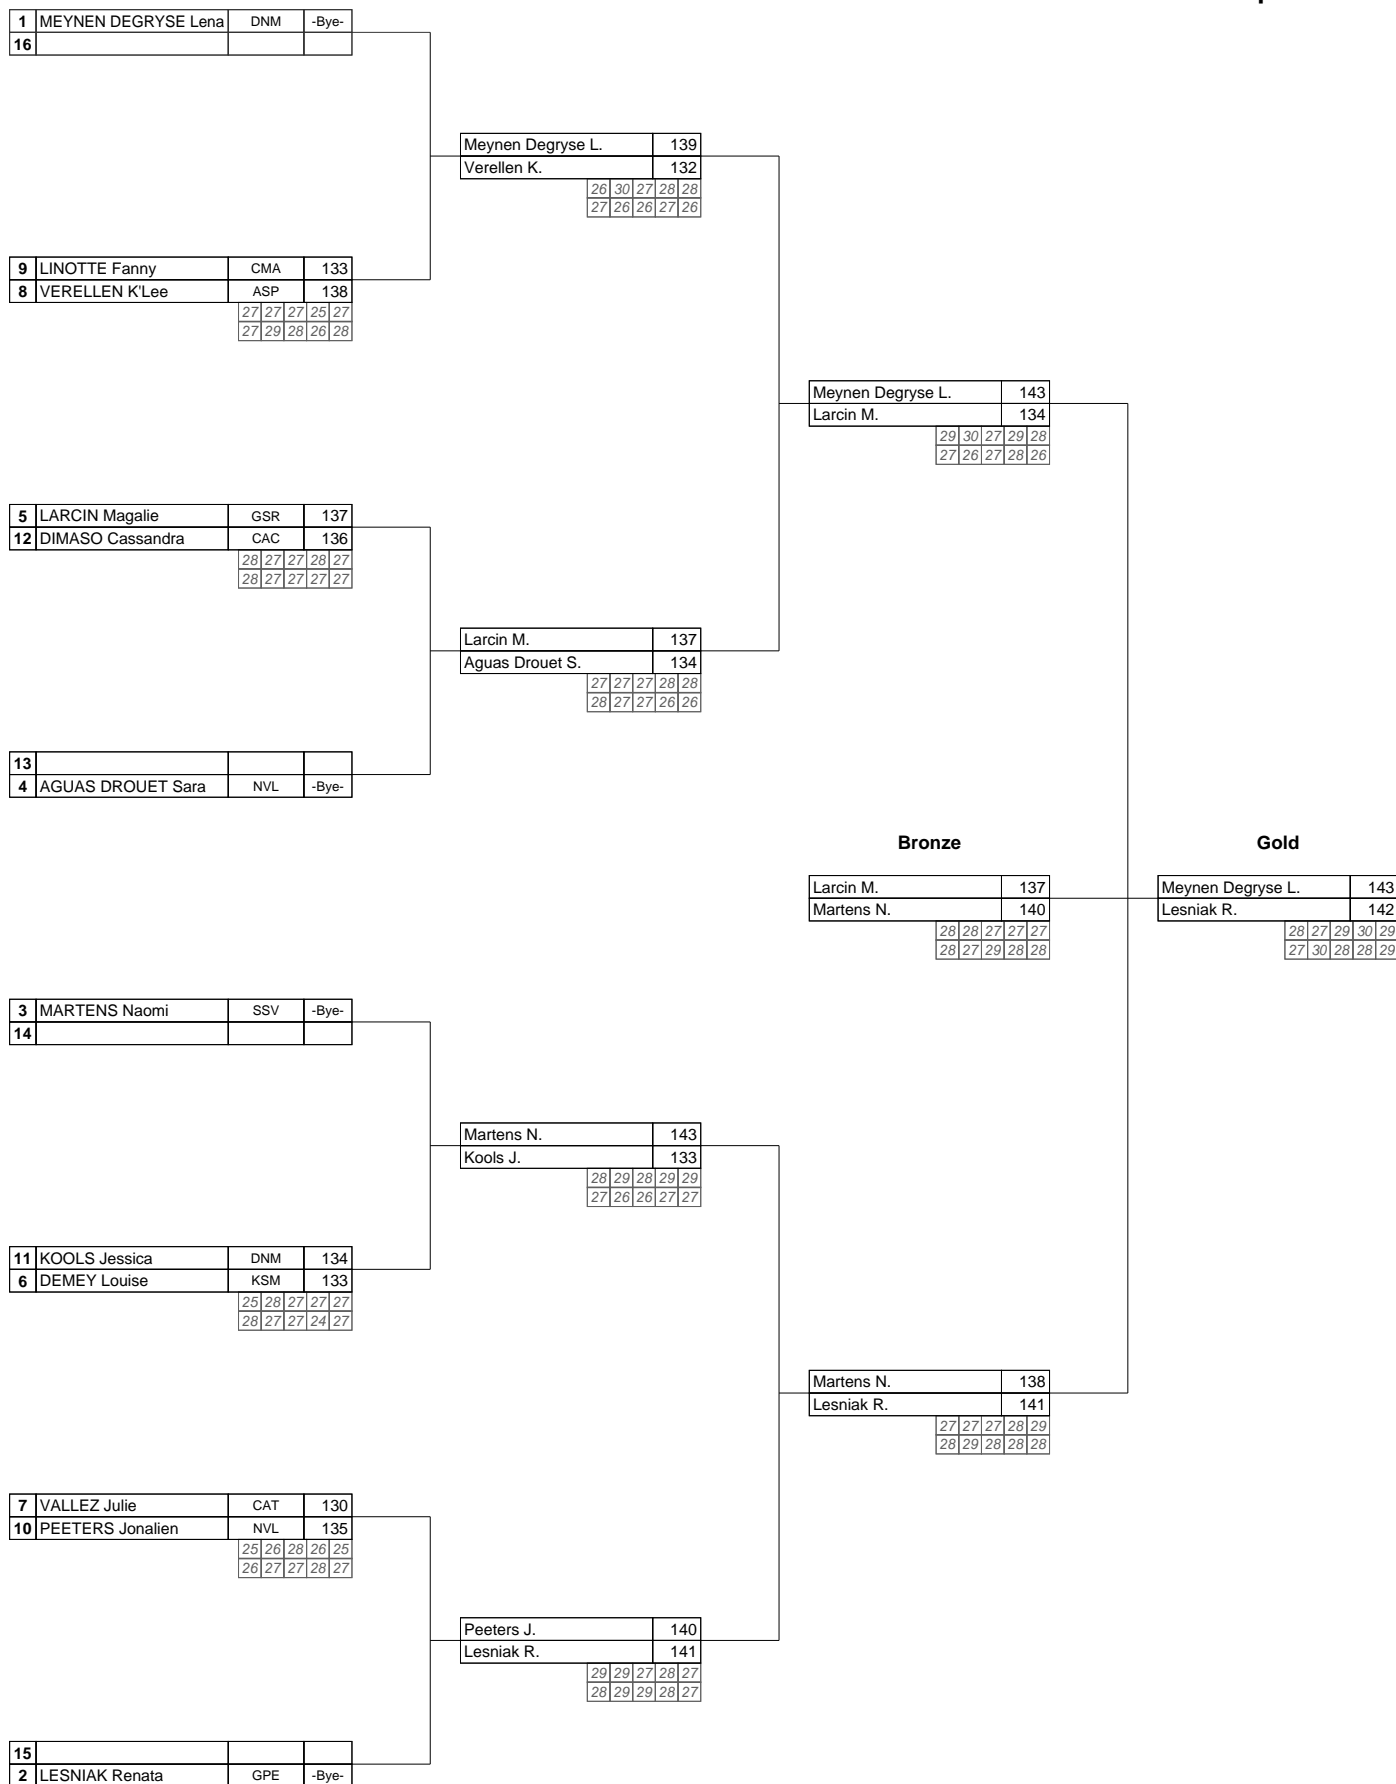 1 MEYNEN DEGRYSE Lena DNM -Bye-
16
Meynen Degryse L. 139
Verellen K. 132
26 30 27 28 28
27 26 26 27 26
9 LINOTTE Fanny CMA 133
8 VERELLEN K'Lee ASP 138
27 27 27 25 27
27 29 28 26 28
Meynen Degryse L. 143
Larcin M. 134
29 30 27 29 28
27 26 27 28 26
5 LARCIN Magalie GSR 137
12 DIMASO Cassandra CAC 136
28 27 27 28 27
28 27 27 27 27
Larcin M. 137
Aguas Drouet S. 134
27 27 27 28 28
28 27 27 26 26
13
4 AGUAS DROUET Sara NVL -Bye-
Bronze Gold
Larcin M. 137 Meynen Degryse L. 143
Martens N. 140 Lesniak R. 142
28 28 27 27 27 28 27 29 30 29
28 27 29 28 28 27 30 28 28 29
3 MARTENS Naomi SSV -Bye-
14
Martens N. 143
Kools J. 133
28 29 28 29 29
27 26 26 27 27
11 KOOLS Jessica DNM 134
6 DEMEY Louise KSM 133
25 28 27 27 27
28 27 27 24 27
Martens N. 138
Lesniak R. 141
27 27 27 28 29
28 29 28 28 28
7 VALLEZ Julie CAT 130
10 PEETERS Jonalien NVL 135
25 26 28 26 25
26 27 27 28 27
Peeters J. 140
Lesniak R. 141
29 29 27 28 27
28 29 29 28 27
15
2 LESNIAK Renata GPE -Bye-